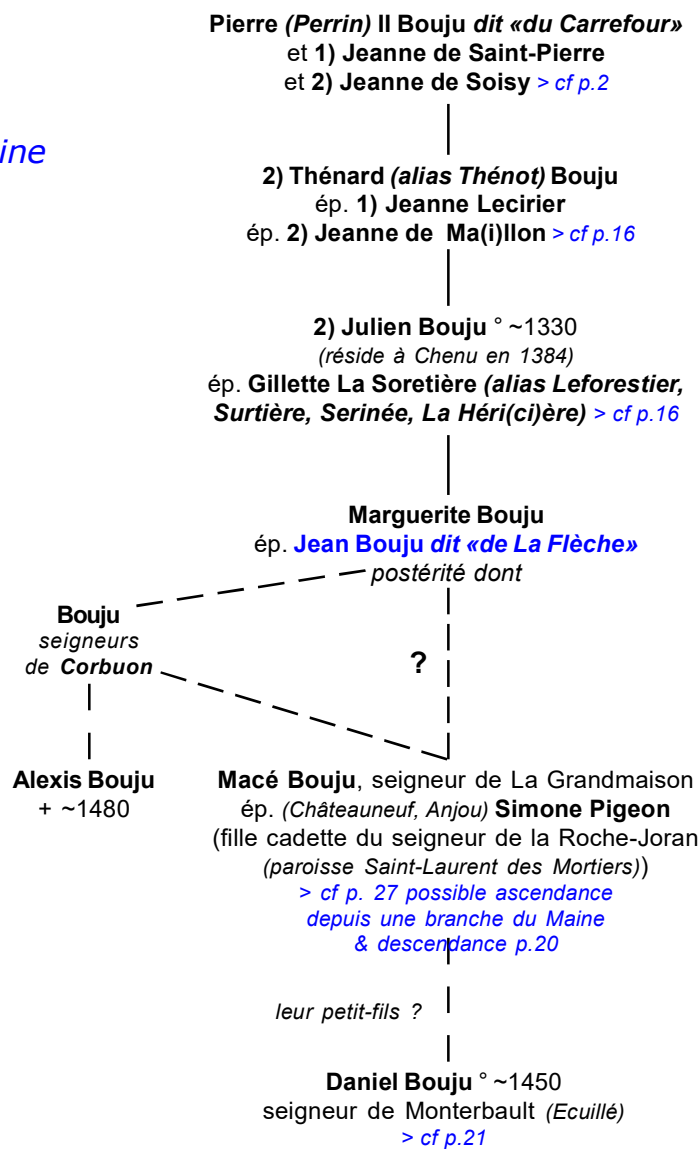 Pierre (Perrin) II Bouju dit «du Carrefour»
et 1) Jeanne de Saint-Pierre
et 2) Jeanne de Soisy > cf p.2
ine
2) Thénard (alias Thénot) Bouju
ép. 1) Jeanne Lecirier
ép. 2) Jeanne de Ma(i)llon > cf p.16
2) Julien Bouju ° ~1330
(réside à Chenu en 1384)
ép. Gillette La Soretière (alias Leforestier,
Surtière, Serinée, La Héri(ci)ère) > cf p.16
Marguerite Bouju
ép. Jean Bouju dit «de La Flèche»
postérité dont
Bouju
seigneurs
de Corbuon
?
Alexis Bouju
+ ~1480
Macé Bouju, seigneur de La Grandmaison
ép. (Châteauneuf, Anjou) Simone Pigeon
(fille cadette du seigneur de la Roche-Joran
(paroisse Saint-Laurent des Mortiers))
> cf p. 27 possible ascendance
depuis une branche du Maine
& descendance p.20
leur petit-fils ?
Daniel Bouju ° ~1450
seigneur de Monterbault (Ecuillé)
> cf p.21